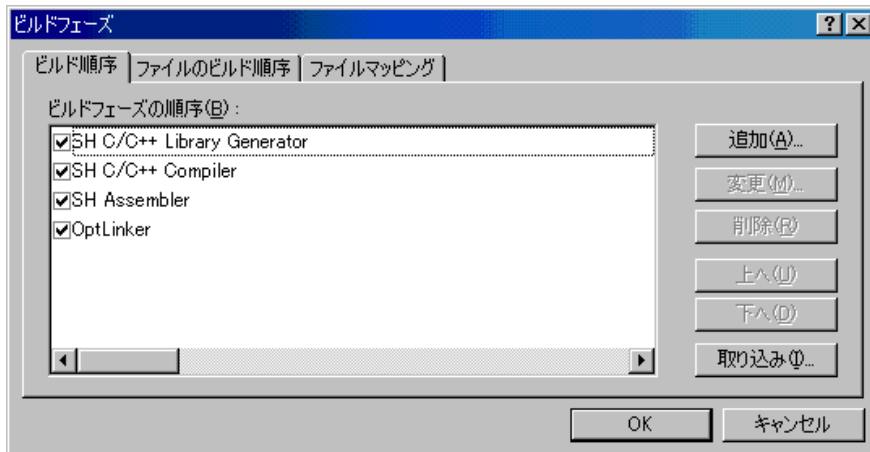 ビルドフェーズ
ビルド順序 ファイルのビルド順序 ファイルマッピング
ビルドフェーズの順序(B) :
SH C/C++ Library Generator
SH C/C++ Compiler
SH Assembler
OptLinker
追加(A)...
変更(M)...
削除(R)
上へ(U)
下へ(D)
取り込み(I)...
OK キャンセル